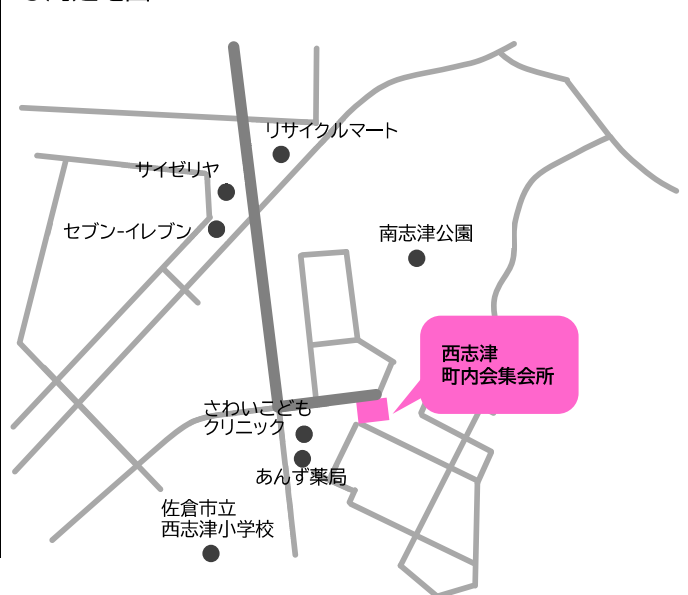 リサイクルマート
サイゼリヤ
セブン-イレブン
南志津公園
西志津
町内会集会所
さわいこども
クリニック
あんず薬局
佐倉市立
西志津小学校